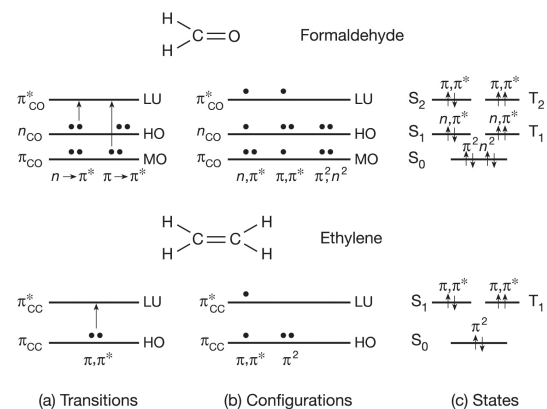 H
C=O
H
Formaldehyde
π*CO LU π*CO LU S2 π,π* π,π* T2
nCO HO nCO HO S1 n,π* n,π* T1
πCO MO πCO MO S0 π²n²
n→π* π→π* n,π* π,π* π²,n²
H H
C=C
H H
Ethylene
π*CC LU π*CC LU S1 π,π* π,π* T1
πCC HO πCC HO S0 π²
π,π* π,π* π²
(a) Transitions (b) Configurations (c) States